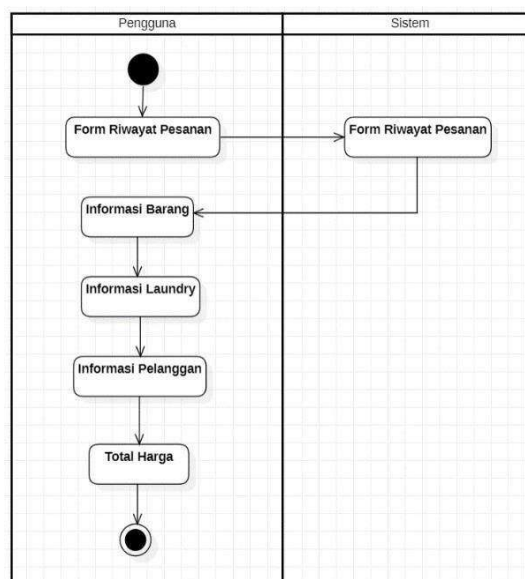 Pengguna
Sistem
Form Riwayat Pesanan
Form Riwayat Pesanan
Informasi Barang
Informasi Laundry
Informasi Pelanggan
Total Harga